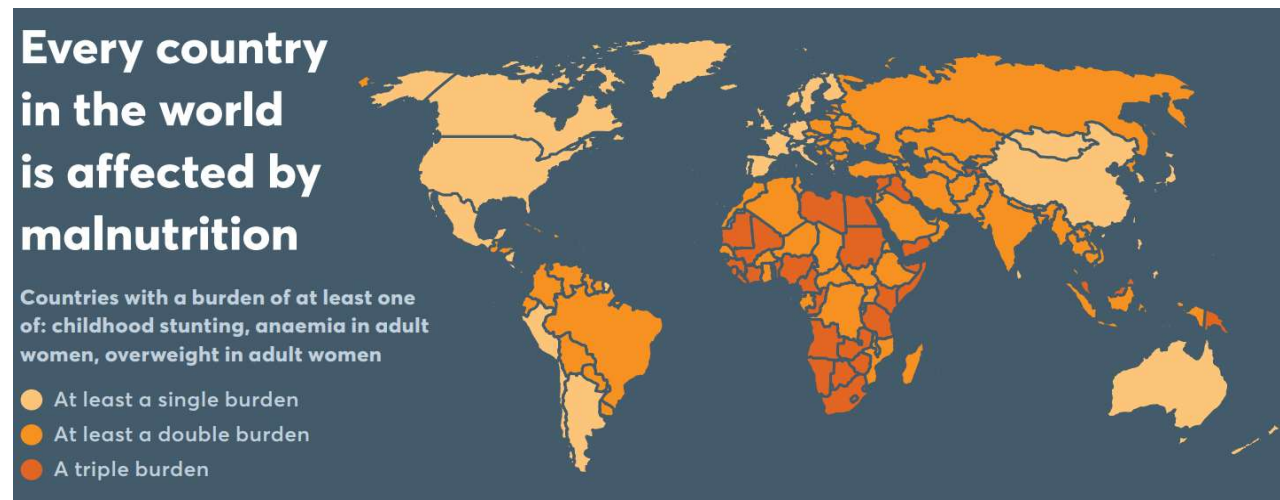 Every country
in the world
is affected by
malnutrition
Countries with a burden of at least one
of: childhood stunting, anaemia in adult
women, overweight in adult women
At least a single burden
At least a double burden
A triple burden